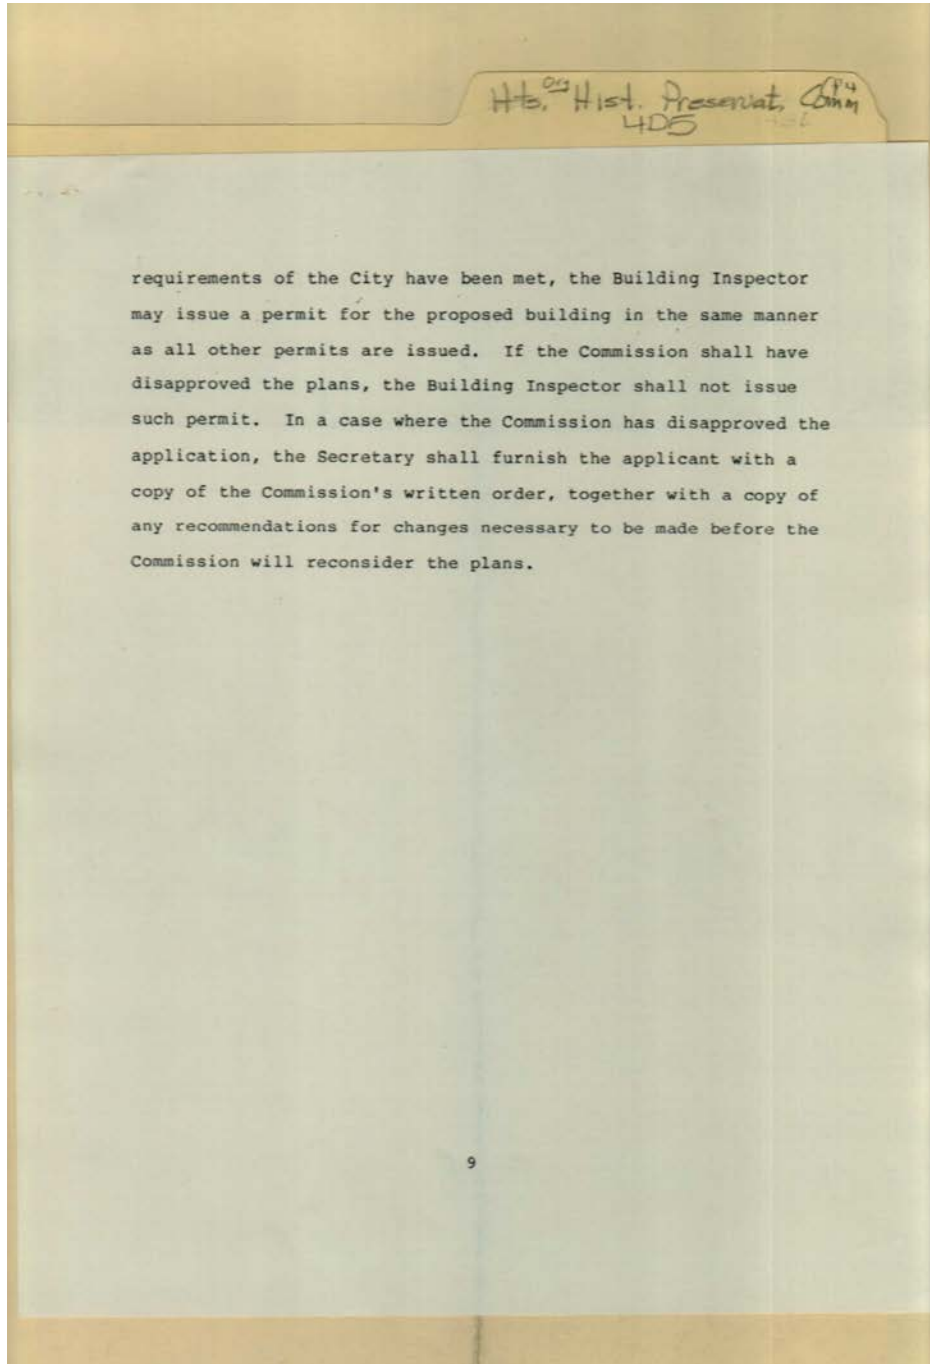 Hts. Org Hist. Preservat. Comm
4D5
requirements of the City have been met, the Building Inspector
may issue a permit for the proposed building in the same manner
as all other permits are issued.  If the Commission shall have
disapproved the plans, the Building Inspector shall not issue
such permit.  In a case where the Commission has disapproved the
application, the Secretary shall furnish the applicant with a
copy of the Commission's written order, together with a copy of
any recommendations for changes necessary to be made before the
Commission will reconsider the plans.
9